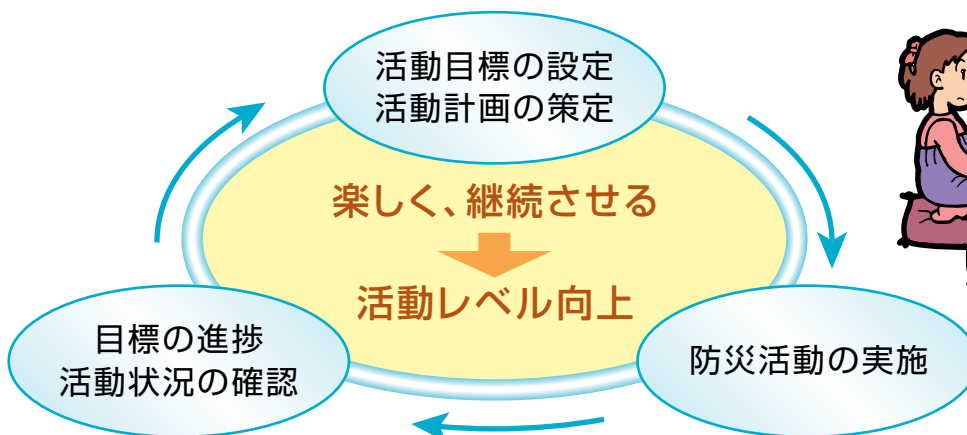 活動目標の設定
活動計画の策定
楽しく、継続させる
活動レベル向上
防災活動の実施
目標の進捗
活動状況の確認